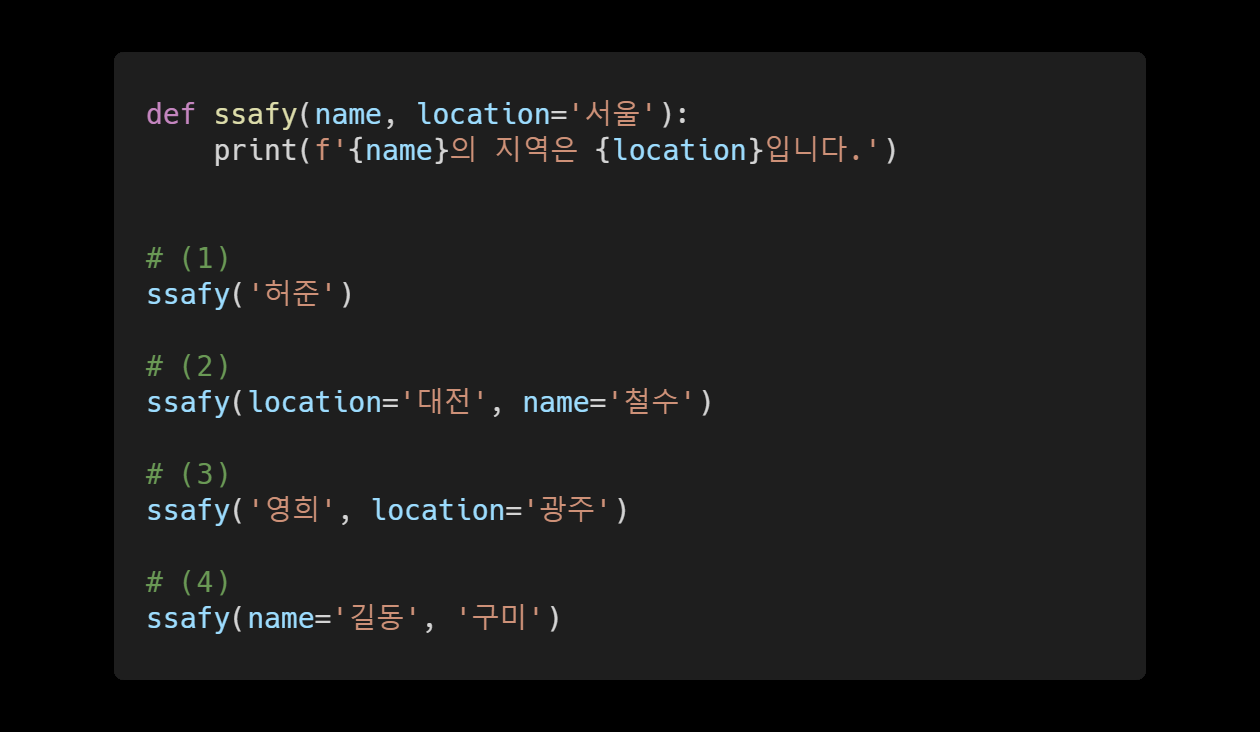 def ssafy(name, location='서울'):
    print(f'{name}의 지역은 {location}입니다.')
# (1)
ssafy('허준')
# (2)
ssafy(location='대전', name='철수')
# (3)
ssafy('영희', location='광주')
# (4)
ssafy(name='길동', '구미')